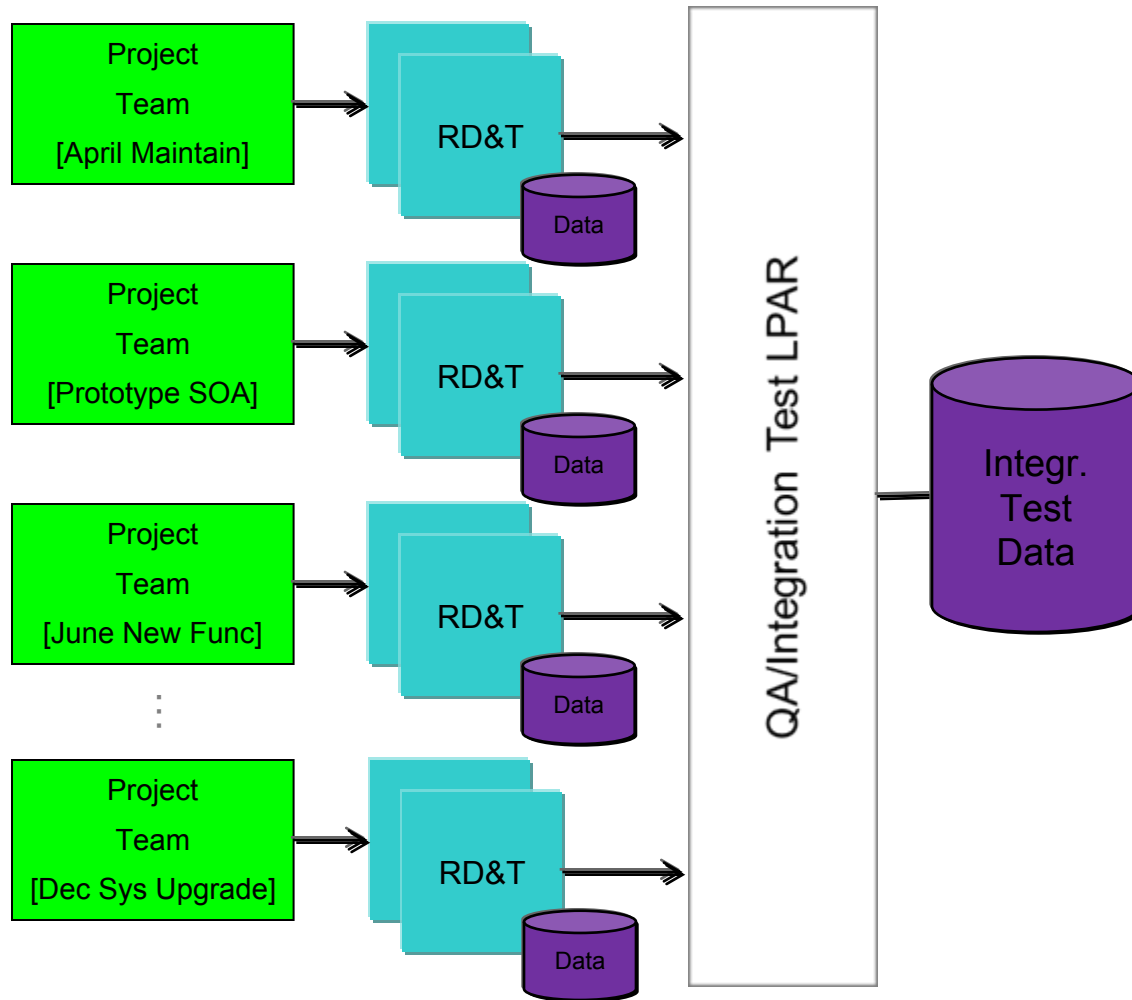 Project
Team
[April Maintain]
RD&T
Data
Project
Team
[Prototype SOA]
RD&T
Data
Project
Team
[June New Func]
RD&T
Data
⋮
Project
Team
[Dec Sys Upgrade]
RD&T
Data
QA/Integration Test LPAR
Integr.
Test
Data